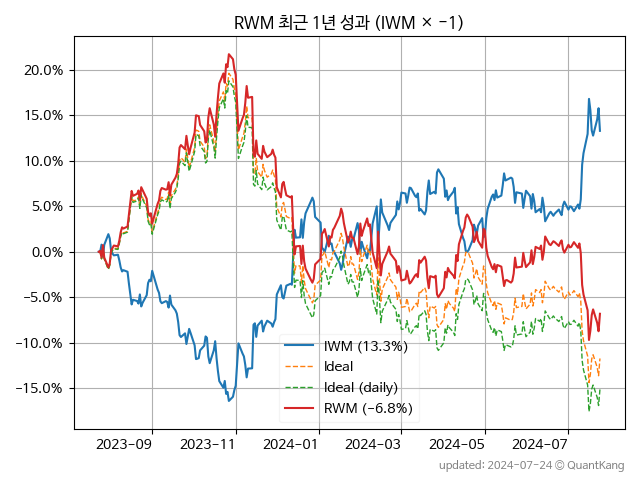 RWM 최근 1년 성과 (IWM × −1)
20.0%
15.0%
10.0%
5.0%
0.0%
−5.0%
−10.0%
−15.0%
IWM (13.3%)
Ideal
Ideal (daily)
RWM (−6.8%)
2023−09
2023−11
2024−01
2024−03
2024−05
2024−07
updated: 2024-07-24 © QuantKang